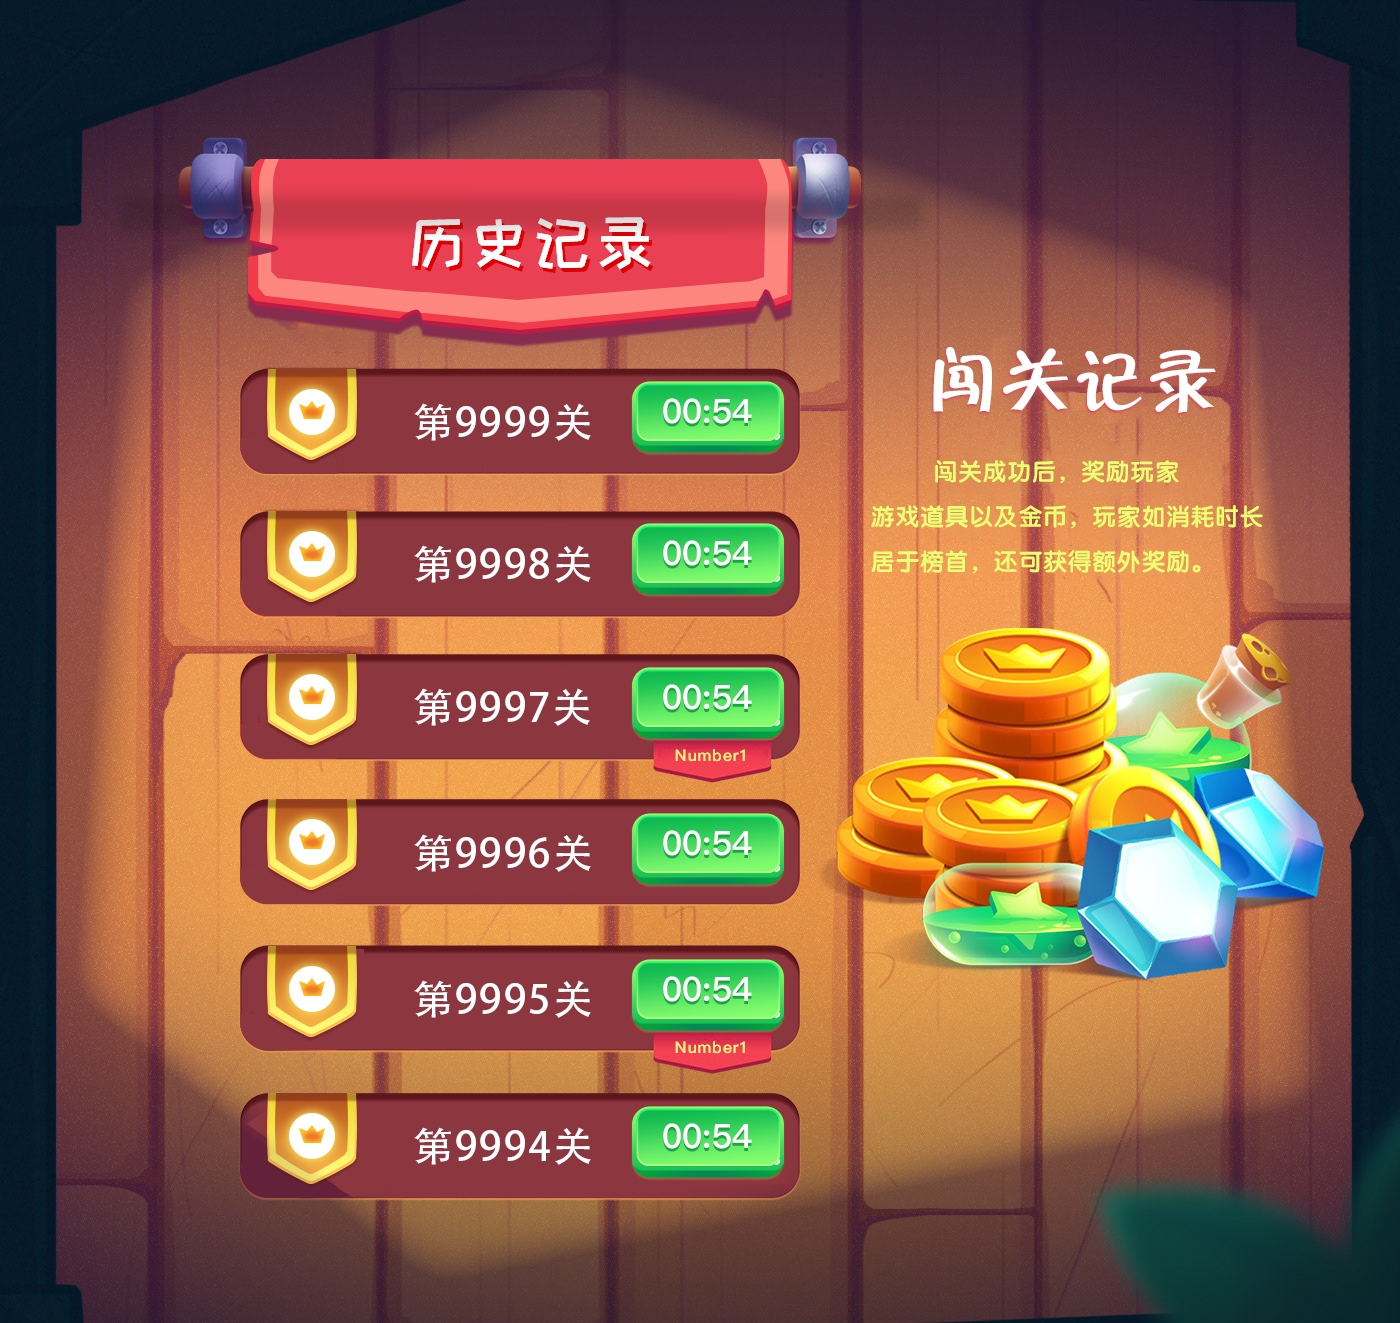 历史记录
第9999关
00:54
第9998关
00:54
第9997关
00:54
Number1
第9996关
00:54
第9995关
00:54
Number1
第9994关
00:54
闯关记录
闯关成功后，奖励玩家
游戏道具以及金币，玩家如消耗时长
居于榜首，还可获得额外奖励。